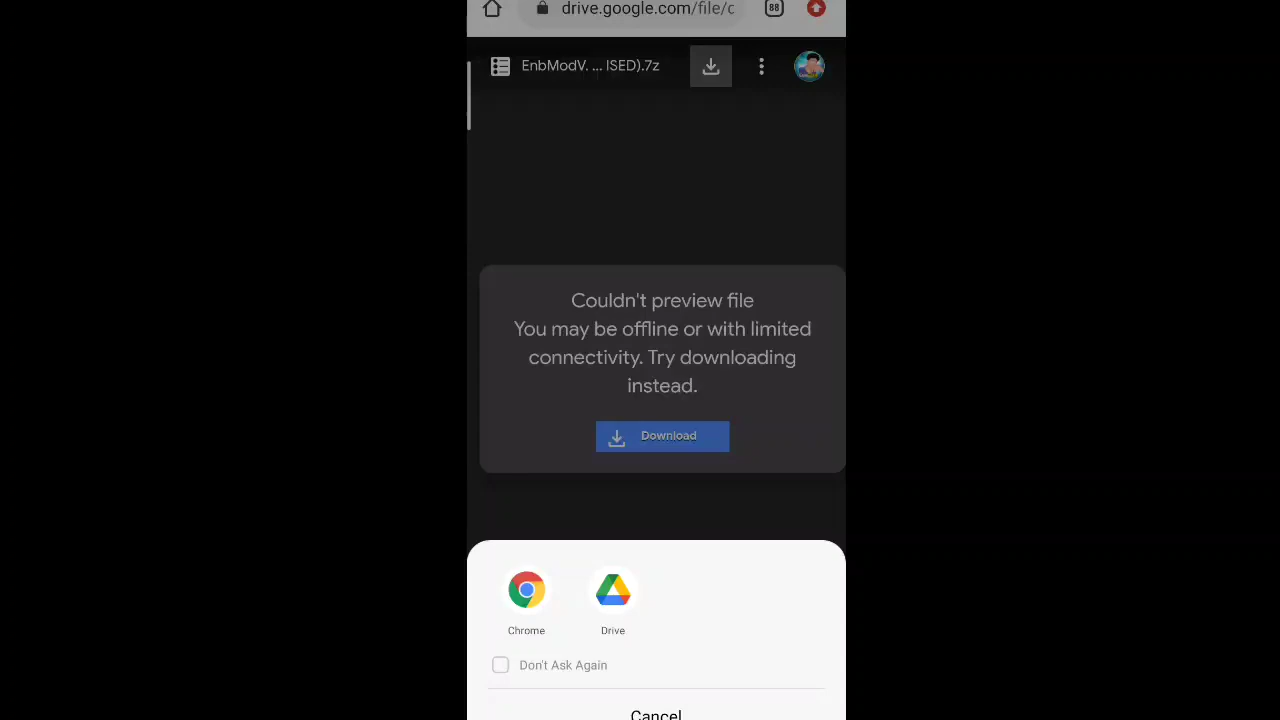 drive.google.com/file/c
88
EnbModV. ... ISED).7z
Couldn't preview file
You may be offline or with limited
connectivity. Try downloading
instead.
Download
Chrome
Drive
Don't Ask Again
Cancel